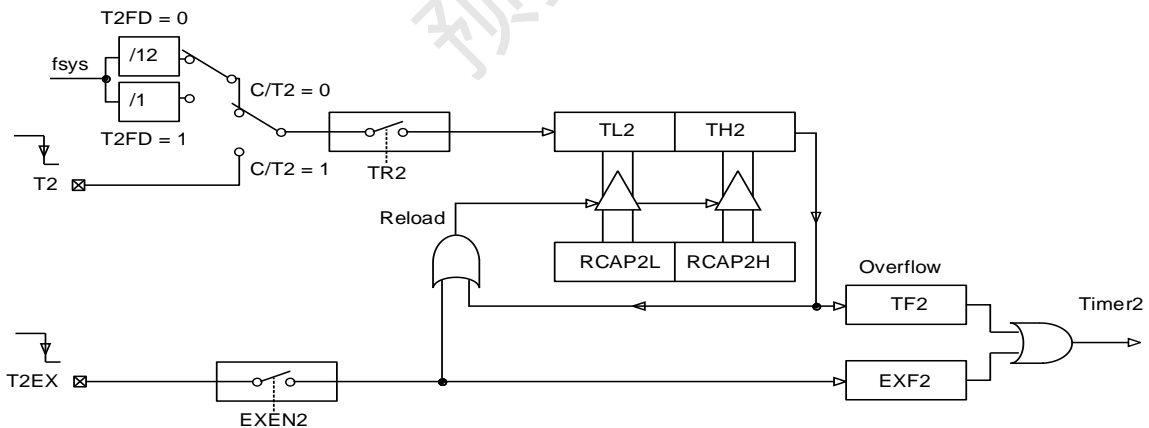 预
T2FD = 0
/12
fsys
C/T2 = 0
/1
T2FD = 1
TL2 TH2
T2
C/T2 = 1
TR2
Reload
RCAP2L RCAP2H
Overflow
TF2
Timer2
T2EX
EXF2
EXEN2